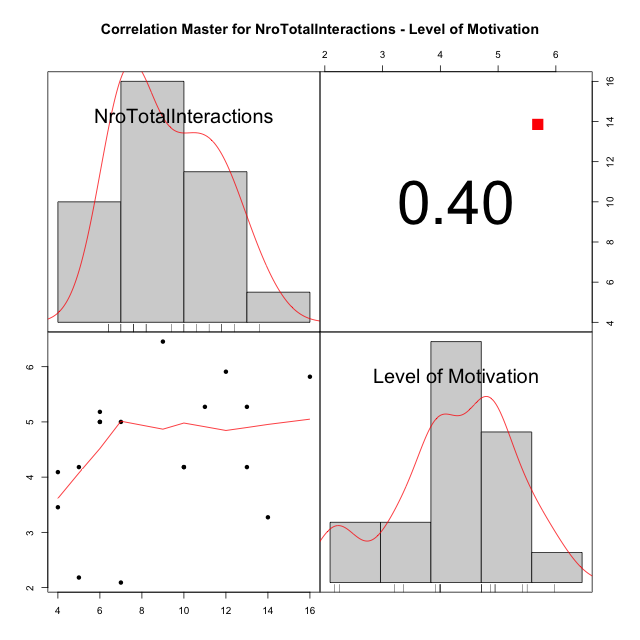 Correlation Master for NroTotalInteractions - Level of Motivation
2 3 4 5 6
NroTotalInteractions
0.40
4 6 8 10 12 14 16
Level of Motivation
2 3 4 5 6
4 6 8 10 12 14 16